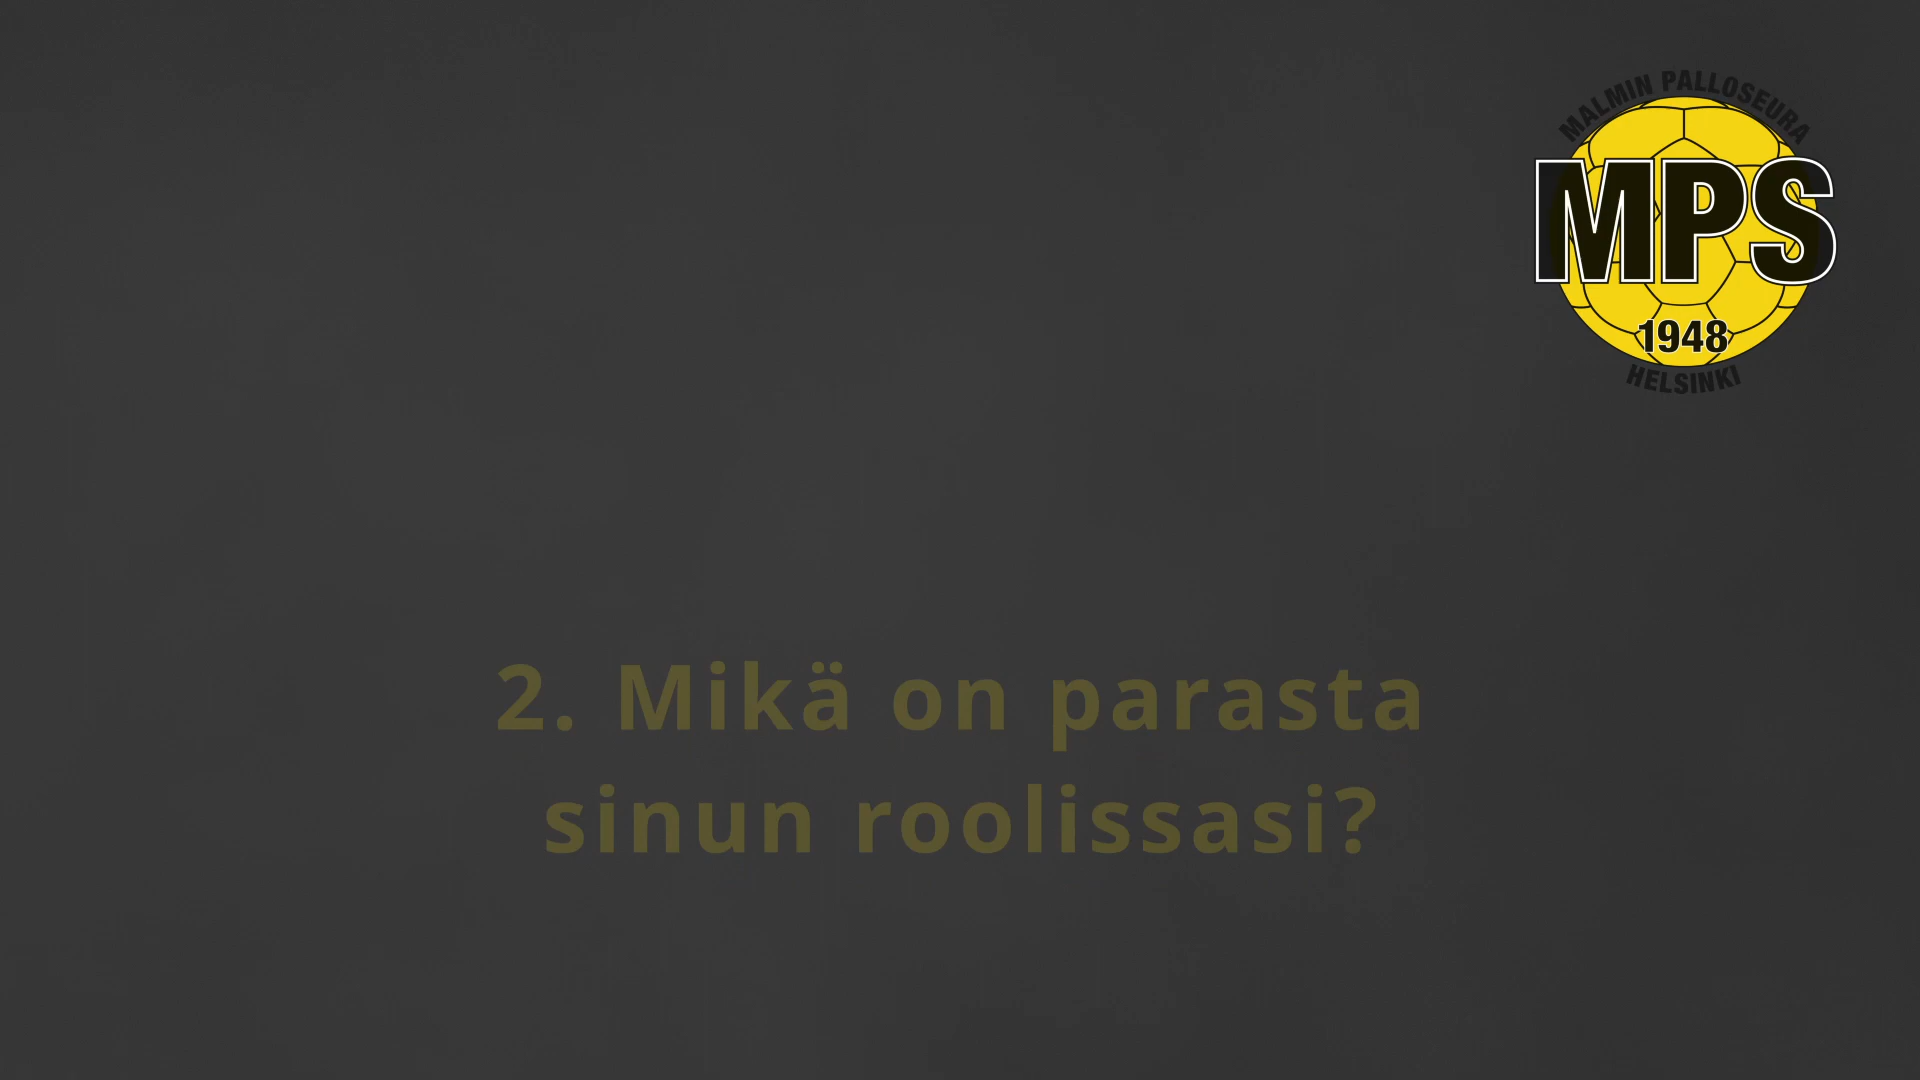 MALMIN PALLOSEURA
MPS
1948
HELSINKI
2. Mikä on parasta
sinun roolissasi?